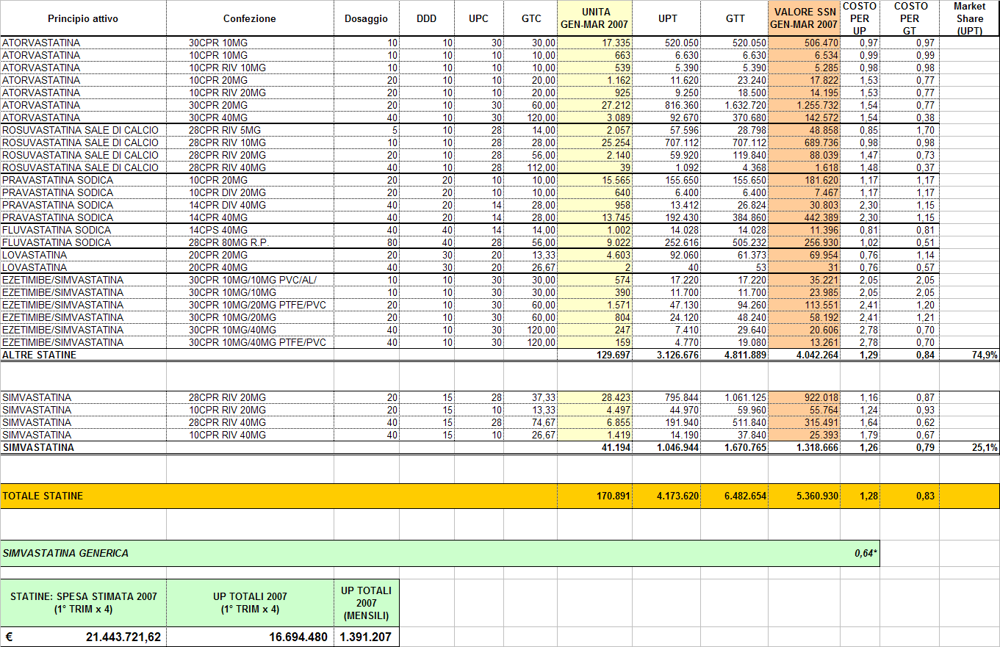 Principio attivo Confezione Dosaggio DDD UPC GTC UNITA GEN-MAR 2007 UPT GTT VALORE SSN GEN-MAR 2007 COSTO PER UP COSTO PER GT Market Share (UPT)
ATORVASTATINA 30CPR 10MG 10 10 30 30,00 17.335 520.050 520.050 506.470 0,97 0,97
ATORVASTATINA 10CPR 10MG 10 10 10 10,00 663 6.630 6.630 6.534 0,99 0,99
ATORVASTATINA 10CPR RIV 10MG 10 10 10 10,00 539 5.390 5.390 5.285 0,98 0,98
ATORVASTATINA 10CPR 20MG 20 10 10 20,00 1.162 11.620 23.240 17.822 1,53 0,77
ATORVASTATINA 10CPR RIV 20MG 20 10 10 20,00 925 9.250 18.500 14.195 1,53 0,77
ATORVASTATINA 30CPR 20MG 20 10 30 60,00 27.212 816.360 1.632.720 1.255.732 1,54 0,77
ATORVASTATINA 30CPR 40MG 40 10 30 120,00 3.089 92.670 370.680 142.572 1,54 0,38
ROSUVASTATINA SALE DI CALCIO 28CPR RIV 5MG 5 10 28 14,00 2.057 57.596 28.798 48.858 0,85 1,70
ROSUVASTATINA SALE DI CALCIO 28CPR RIV 10MG 10 10 28 28,00 25.254 707.112 707.112 689.736 0,98 0,98
ROSUVASTATINA SALE DI CALCIO 28CPR RIV 20MG 20 10 28 56,00 2.140 59.920 119.840 88.039 1,47 0,73
ROSUVASTATINA SALE DI CALCIO 28CPR RIV 40MG 40 10 28 112,00 39 1.092 4.368 1.618 1,48 0,37
PRAVASTATINA SODICA 10CPR 20MG 20 20 10 10,00 15.565 155.650 155.650 181.620 1,17 1,17
PRAVASTATINA SODICA 10CPR DIV 20MG 20 20 10 10,00 640 6.400 6.400 7.467 1,17 1,17
PRAVASTATINA SODICA 14CPR DIV 40MG 40 20 14 28,00 958 13.412 26.824 30.803 2,30 1,15
PRAVASTATINA SODICA 14CPR 40MG 40 20 14 28,00 13.745 192.430 384.860 442.389 2,30 1,15
FLUVASTATINA SODICA 14CPS 40MG 40 40 14 14,00 1.002 14.028 14.028 11.396 0,81 0,81
FLUVASTATINA SODICA 28CPR 80MG R.P. 80 40 28 56,00 9.022 252.616 505.232 256.930 1,02 0,51
LOVASTATINA 20CPR 20MG 20 30 20 13,33 4.603 92.060 61.373 69.954 0,76 1,14
LOVASTATINA 20CPR 40MG 40 30 20 26,67 2 40 53 31 0,76 0,57
EZETIMIBE/SIMVASTATINA 30CPR 10MG/10MG PVC/AL/ 10 10 30 30,00 574 17.220 17.220 35.221 2,05 2,05
EZETIMIBE/SIMVASTATINA 30CPR 10MG/10MG 10 10 30 30,00 390 11.700 11.700 23.985 2,05 2,05
EZETIMIBE/SIMVASTATINA 30CPR 10MG/20MG PTFE/PVC 20 10 30 60,00 1.571 47.130 94.260 113.551 2,41 1,20
EZETIMIBE/SIMVASTATINA 30CPR 10MG/20MG 20 10 30 60,00 804 24.120 48.240 58.192 2,41 1,21
EZETIMIBE/SIMVASTATINA 30CPR 10MG/40MG 40 10 30 120,00 247 7.410 29.640 20.606 2,78 0,70
EZETIMIBE/SIMVASTATINA 30CPR 10MG/40MG PTFE/PVC 40 10 30 120,00 159 4.770 19.080 13.261 2,78 0,70
ALTRE STATINE 129.697 3.126.676 4.811.889 4.042.264 1,29 0,84 74,9%
SIMVASTATINA 28CPR RIV 20MG 20 15 28 37,33 28.423 795.844 1.061.125 922.018 1,16 0,87
SIMVASTATINA 10CPR RIV 20MG 20 15 10 13,33 4.497 44.970 59.960 55.764 1,24 0,93
SIMVASTATINA 28CPR RIV 40MG 40 15 28 74,67 6.855 191.940 511.840 315.491 1,64 0,62
SIMVASTATINA 10CPR RIV 40MG 40 15 10 26,67 1.419 14.190 37.840 25.393 1,79 0,67
SIMVASTATINA 41.194 1.046.944 1.670.765 1.318.666 1,26 0,79 25,1%
TOTALE STATINE 170.891 4.173.620 6.482.654 5.360.930 1,28 0,83
SIMVASTATINA GENERICA 0,64*
STATINE: SPESA STIMATA 2007 (1° TRIM x 4) UP TOTALI 2007 (1° TRIM x 4) UP TOTALI 2007 (MENSILI)
€ 21.443.721,62 16.694.480 1.391.207